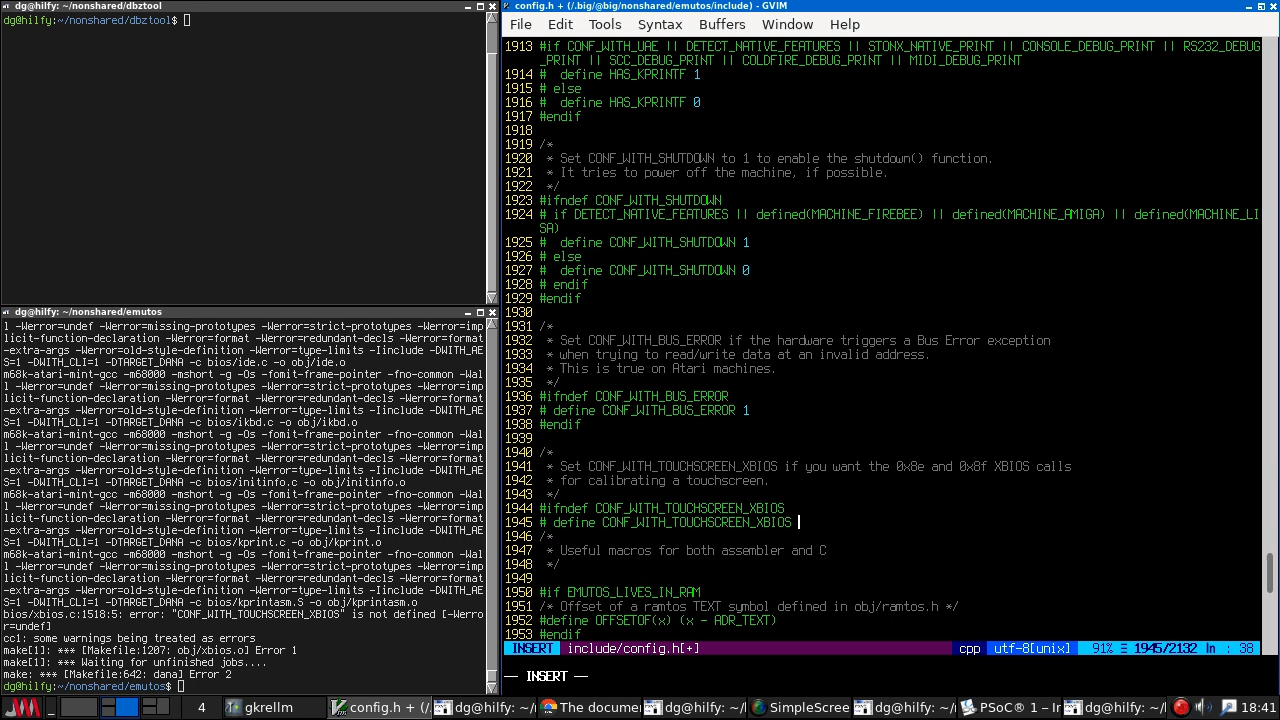 dg@hilfy: ~/nonshared/dbztool
dg@hilfy:~/nonshared/dbztool$
dg@hilfy: ~/nonshared/emutos
l -Werror=undef -Werror=missing-prototypes -Werror=strict-prototypes -Werror=imp
licit-function-declaration -Werror=format -Werror=redundant-decls -Werror=format
-extra-args -Werror=old-style-definition -Werror=type-limits -Iinclude -DWITH_AE
S=1 -DWITH_CLI=1 -DTARGET_DANA -c bios/ide.c -o obj/ide.o
m68k-atari-mint-gcc -m68000 -mshort -g -Os -fomit-frame-pointer -fno-common -Wal
l -Werror=undef -Werror=missing-prototypes -Werror=strict-prototypes -Werror=imp
licit-function-declaration -Werror=format -Werror=redundant-decls -Werror=format
-extra-args -Werror=old-style-definition -Werror=type-limits -Iinclude -DWITH_AE
S=1 -DWITH_CLI=1 -DTARGET_DANA -c bios/ikbd.c -o obj/ikbd.o
m68k-atari-mint-gcc -m68000 -mshort -g -Os -fomit-frame-pointer -fno-common -Wal
l -Werror=undef -Werror=missing-prototypes -Werror=strict-prototypes -Werror=imp
licit-function-declaration -Werror=format -Werror=redundant-decls -Werror=format
-extra-args -Werror=old-style-definition -Werror=type-limits -Iinclude -DWITH_AE
S=1 -DWITH_CLI=1 -DTARGET_DANA -c bios/initinfo.c -o obj/initinfo.o
m68k-atari-mint-gcc -m68000 -mshort -g -Os -fomit-frame-pointer -fno-common -Wal
l -Werror=undef -Werror=missing-prototypes -Werror=strict-prototypes -Werror=imp
licit-function-declaration -Werror=format -Werror=redundant-decls -Werror=format
-extra-args -Werror=old-style-definition -Werror=type-limits -Iinclude -DWITH_AE
S=1 -DWITH_CLI=1 -DTARGET_DANA -c bios/kprint.c -o obj/kprint.o
m68k-atari-mint-gcc -m68000 -mshort -g -Os -fomit-frame-pointer -fno-common -Wal
l -Werror=undef -Werror=missing-prototypes -Werror=strict-prototypes -Werror=imp
licit-function-declaration -Werror=format -Werror=redundant-decls -Werror=format
-extra-args -Werror=old-style-definition -Werror=type-limits -Iinclude -DWITH_AE
S=1 -DWITH_CLI=1 -DTARGET_DANA -c bios/kprintasm.S -o obj/kprintasm.o
bios/xbios.c:1518:5: error: "CONF_WITH_TOUCHSCREEN_XBIOS" is not defined [-Werro
r=undef]
cc1: some warnings being treated as errors
make[1]: *** [Makefile:1207: obj/xbios.o] Error 1
make[1]: *** Waiting for unfinished jobs....
make: *** [Makefile:642: dana] Error 2
dg@hilfy:~/nonshared/emutos$
config.h + (/.big/@big/nonshared/emutos/include) - GVIM
File Edit Tools Syntax Buffers Window Help
1913 #if CONF_WITH_UAE || DETECT_NATIVE_FEATURES || STONX_NATIVE_PRINT || CONSOLE_DEBUG_PRINT || RS232_DEBUG
_PRINT || SCC_DEBUG_PRINT || COLDFIRE_DEBUG_PRINT || MIDI_DEBUG_PRINT
1914 #  define HAS_KPRINTF 1
1915 # else
1916 #  define HAS_KPRINTF 0
1917 #endif
1918
1919 /*
1920  * Set CONF_WITH_SHUTDOWN to 1 to enable the shutdown() function.
1921  * It tries to power off the machine, if possible.
1922  */
1923 #ifndef CONF_WITH_SHUTDOWN
1924 # if DETECT_NATIVE_FEATURES || defined(MACHINE_FIREBEE) || defined(MACHINE_AMIGA) || defined(MACHINE_LI
SA)
1925 #  define CONF_WITH_SHUTDOWN 1
1926 # else
1927 #  define CONF_WITH_SHUTDOWN 0
1928 # endif
1929 #endif
1930
1931 /*
1932  * Set CONF_WITH_BUS_ERROR if the hardware triggers a Bus Error exception
1933  * when trying to read/write data at an invalid address.
1934  * This is true on Atari machines.
1935  */
1936 #ifndef CONF_WITH_BUS_ERROR
1937 # define CONF_WITH_BUS_ERROR 1
1938 #endif
1939
1940 /*
1941  * Set CONF_WITH_TOUCHSCREEN_XBIOS if you want the 0x8e and 0x8f XBIOS calls
1942  * for calibrating a touchscreen.
1943  */
1944 #ifndef CONF_WITH_TOUCHSCREEN_XBIOS
1945 # define CONF_WITH_TOUCHSCREEN_XBIOS
1946 /*
1947  * Useful macros for both assembler and C
1948  */
1949
1950 #if EMUTOS_LIVES_IN_RAM
1951 /* Offset of a ramtos TEXT symbol defined in obj/ramtos.h */
1952 #define OFFSETOF(x) (x - ADR_TEXT)
1953 #endif
INSERT include/config.h[+] cpp utf-8[unix] 91% Ξ 1945/2132 ln : 38
-- INSERT --
4 gkrellm config.h + (/. dg@hilfy: ~/r The documer dg@hilfy: ~/ SimpleScree dg@hilfy: ~/ PSoC® 1 – Ir dg@hilfy: ~/ 18:41